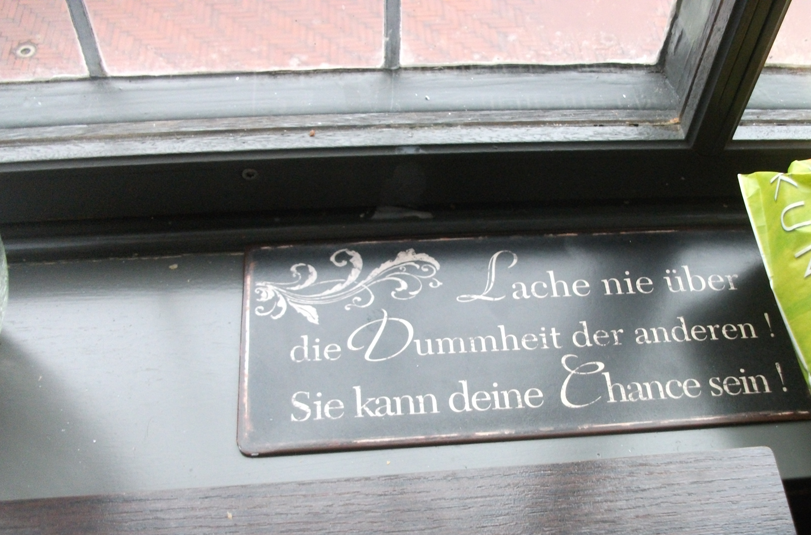 Lache nie über
die Dummheit der anderen !
Sie kann deine Chance sein !